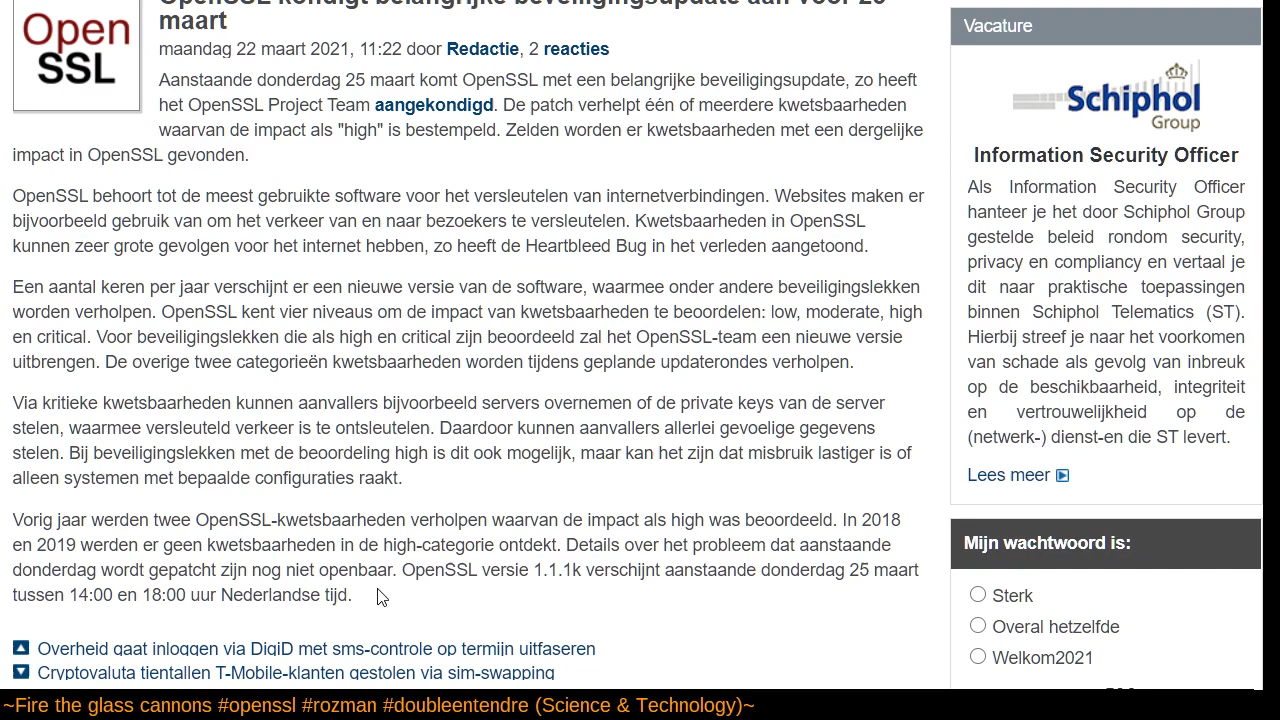 OpenSSL kondigt belangrijke beveiligingsupdate aan voor 25
maart
Open
SSL
maandag 22 maart 2021, 11:22 door Redactie, 2 reacties
Aanstaande donderdag 25 maart komt OpenSSL met een belangrijke beveiligingsupdate, zo heeft
het OpenSSL Project Team aangekondigd. De patch verhelpt één of meerdere kwetsbaarheden
waarvan de impact als "high" is bestempeld. Zelden worden er kwetsbaarheden met een dergelijke
impact in OpenSSL gevonden.
OpenSSL behoort tot de meest gebruikte software voor het versleutelen van internetverbindingen. Websites maken er
bijvoorbeeld gebruik van om het verkeer van en naar bezoekers te versleutelen. Kwetsbaarheden in OpenSSL
kunnen zeer grote gevolgen voor het internet hebben, zo heeft de Heartbleed Bug in het verleden aangetoond.
Een aantal keren per jaar verschijnt er een nieuwe versie van de software, waarmee onder andere beveiligingslekken
worden verholpen. OpenSSL kent vier niveaus om de impact van kwetsbaarheden te beoordelen: low, moderate, high
en critical. Voor beveiligingslekken die als high en critical zijn beoordeeld zal het OpenSSL-team een nieuwe versie
uitbrengen. De overige twee categorieën kwetsbaarheden worden tijdens geplande updaterondes verholpen.
Via kritieke kwetsbaarheden kunnen aanvallers bijvoorbeeld servers overnemen of de private keys van de server
stelen, waarmee versleuteld verkeer is te ontsleutelen. Daardoor kunnen aanvallers allerlei gevoelige gegevens
stelen. Bij beveiligingslekken met de beoordeling high is dit ook mogelijk, maar kan het zijn dat misbruik lastiger is of
alleen systemen met bepaalde configuraties raakt.
Vorig jaar werden twee OpenSSL-kwetsbaarheden verholpen waarvan de impact als high was beoordeeld. In 2018
en 2019 werden er geen kwetsbaarheden in de high-categorie ontdekt. Details over het probleem dat aanstaande
donderdag wordt gepatcht zijn nog niet openbaar. OpenSSL versie 1.1.1k verschijnt aanstaande donderdag 25 maart
tussen 14:00 en 18:00 uur Nederlandse tijd.
Overheid gaat inloggen via DigiD met sms-controle op termijn uitfaseren
Cryptovaluta tientallen T-Mobile-klanten gestolen via sim-swapping
Vacature
Schiphol
Group
Information Security Officer
Als Information Security Officer
hanteer je het door Schiphol Group
gestelde beleid rondom security,
privacy en compliancy en vertaal je
dit naar praktische toepassingen
binnen Schiphol Telematics (ST).
Hierbij streef je naar het voorkomen
van schade als gevolg van inbreuk
op de beschikbaarheid, integriteit
en vertrouwelijkheid op de
(netwerk-) dienst-en die ST levert.
Lees meer
Mijn wachtwoord is:
Sterk
Overal hetzelfde
Welkom2021
~Fire the glass cannons #openssl #rozman #doubleentendre (Science & Technology)~